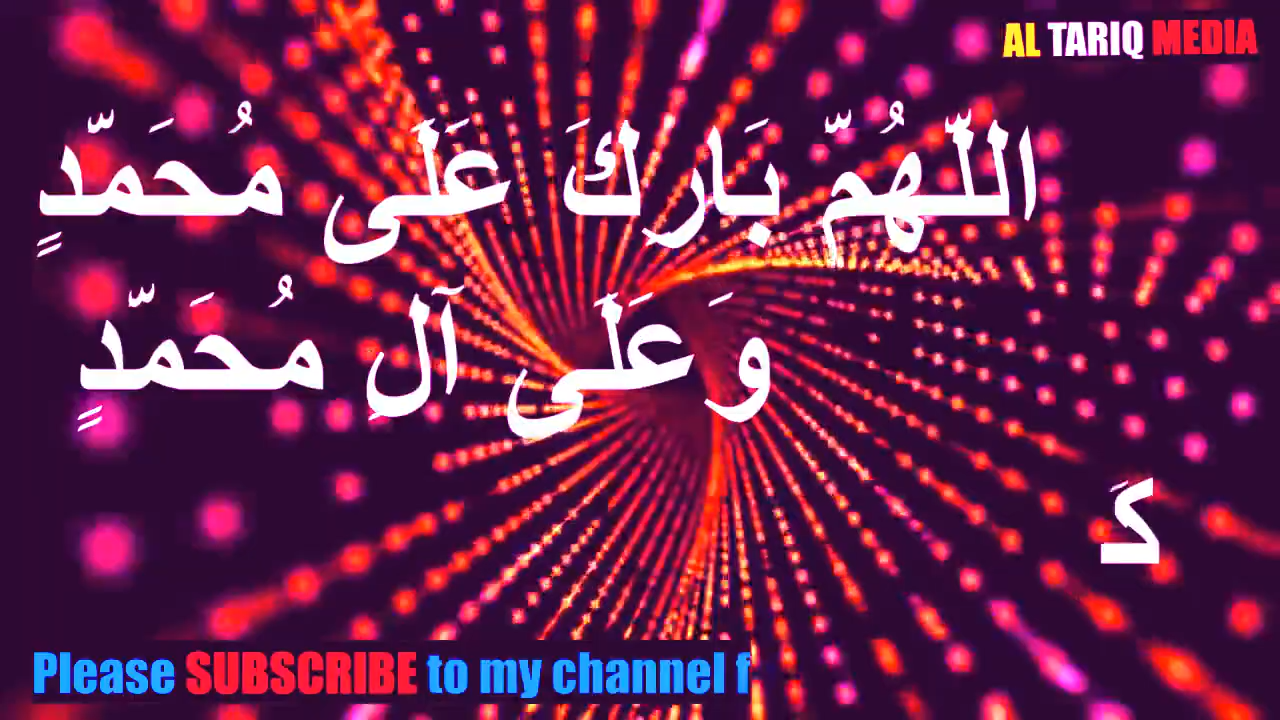 AL TARIQ MEDIA
اللّهُمّ بَارِكَ عَلَى مُحَمّدٍ
وَعَلَى آلِ مُحَمّدٍ
كَ
Please SUBSCRIBE to my channel f